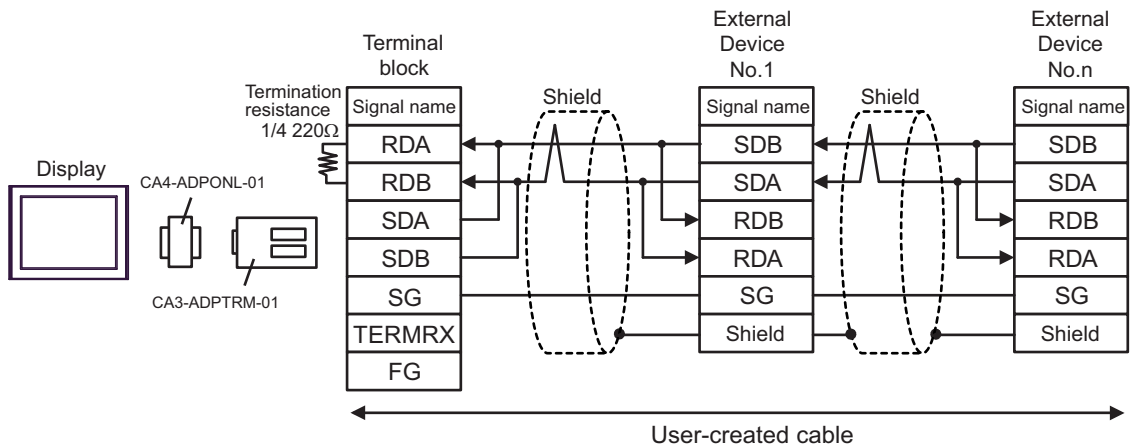 Display
CA4-ADPONL-01
CA3-ADPTRM-01
Termination
resistance
1/4 220Ω
Terminal
block
Signal name
RDA
RDB
SDA
SDB
SG
TERMRX
FG
Shield
External
Device
No.1
Signal name
SDB
SDA
RDB
RDA
SG
Shield
Shield
External
Device
No.n
Signal name
SDB
SDA
RDB
RDA
SG
Shield
User-created cable